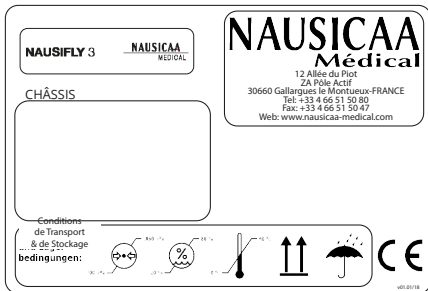 NAUSIFLY 3
NAUSICAA
MEDICAL
NAUSICAA
Médical
12 Allée du Piot
ZA Pôle Actif
30660 Gallargues le Montueux-FRANCE
Tel: +33 4 66 51 50 80
Fax: +33 4 66 51 50 47
Web: www.nausicaa-medical.com
CHÂSSIS
Conditions
de Transport
& de Stockage
bedingungen:
%
CE
v01.01/18